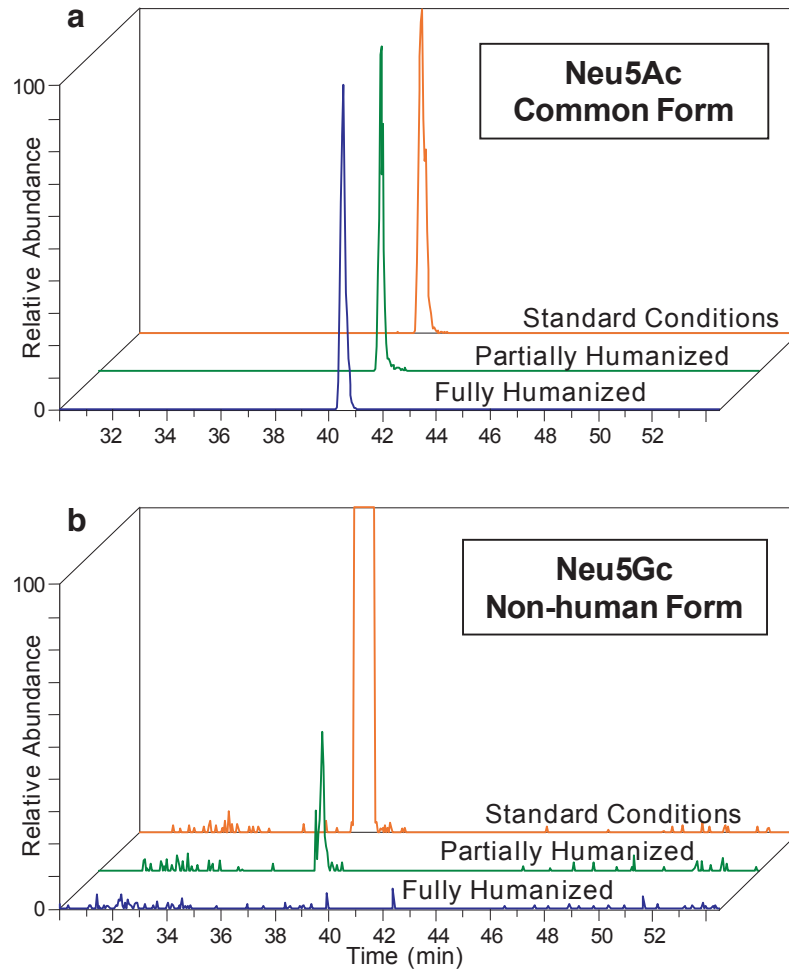 a
Neu5Ac
Common Form
100
Relative Abundance
Standard Conditions
Partially Humanized
Fully Humanized
0
32 34 36 38 40 42 44 46 48 50 52
b
Neu5Gc
Non-human Form
100
Relative Abundance
Standard Conditions
Partially Humanized
Fully Humanized
0
32 34 36 38 40 42 44 46 48 50 52
Time (min)